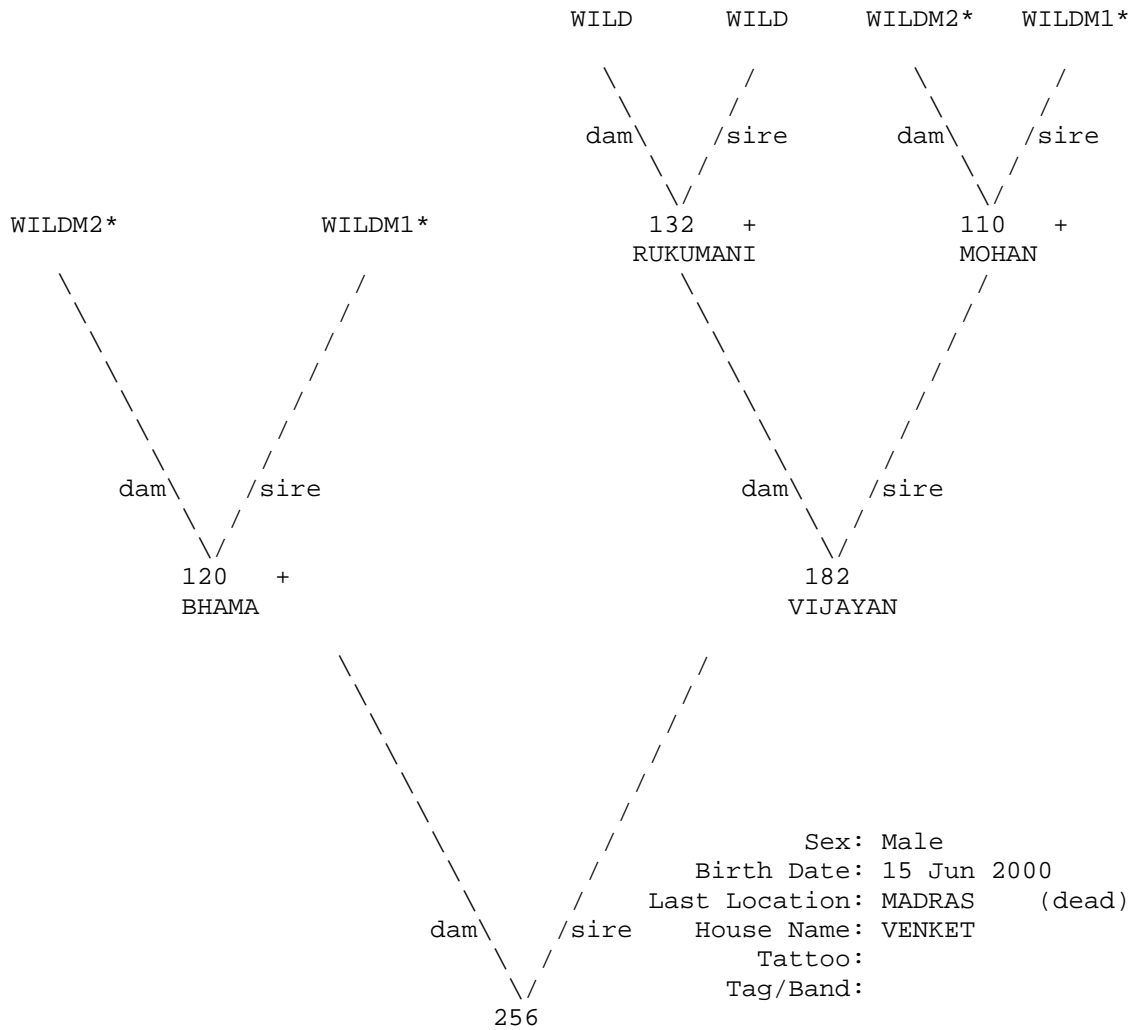 WILD WILD WILDM2* WILDM1*
dam sire dam sire
WILDM2* WILDM1* 132 + 110 +
RUKUMANI MOHAN
dam sire dam sire
120 + 182
BHAMA VIJAYAN
Sex: Male
Birth Date: 15 Jun 2000
Last Location: MADRAS (dead)
dam sire House Name: VENKET
Tattoo:
Tag/Band:
256